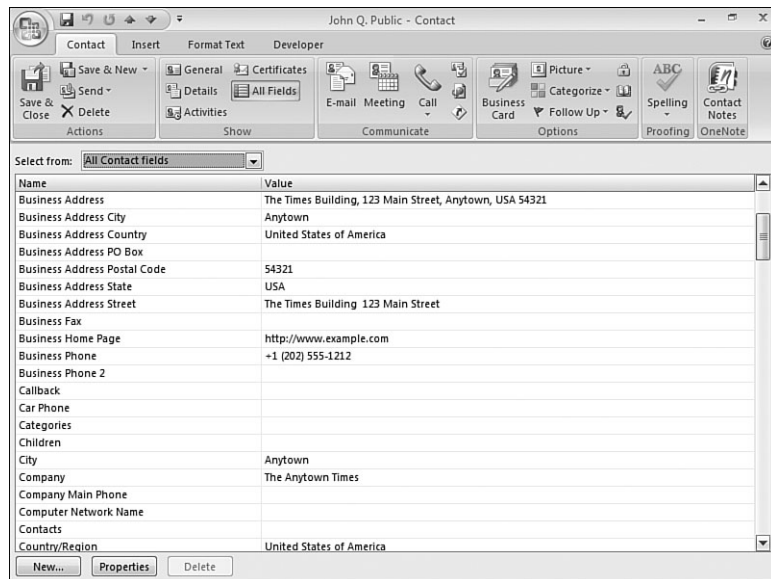 John Q. Public - Contact
Contact Insert Format Text Developer
Save & Close
Save & New
Send
Delete
Actions
General
Details
Activities
Certificates
All Fields
Show
E-mail
Meeting
Call
Communicate
Business Card
Picture
Categorize
Follow Up
Options
ABC
Spelling
Proofing
Contact Notes
OneNote
Select from: All Contact fields
Name Value
Business Address The Times Building, 123 Main Street, Anytown, USA 54321
Business Address City Anytown
Business Address Country United States of America
Business Address PO Box
Business Address Postal Code 54321
Business Address State USA
Business Address Street The Times Building 123 Main Street
Business Fax
Business Home Page http://www.example.com
Business Phone +1 (202) 555-1212
Business Phone 2
Callback
Car Phone
Categories
Children
City Anytown
Company The Anytown Times
Company Main Phone
Computer Network Name
Contacts
Country/Region United States of America
New... Properties Delete